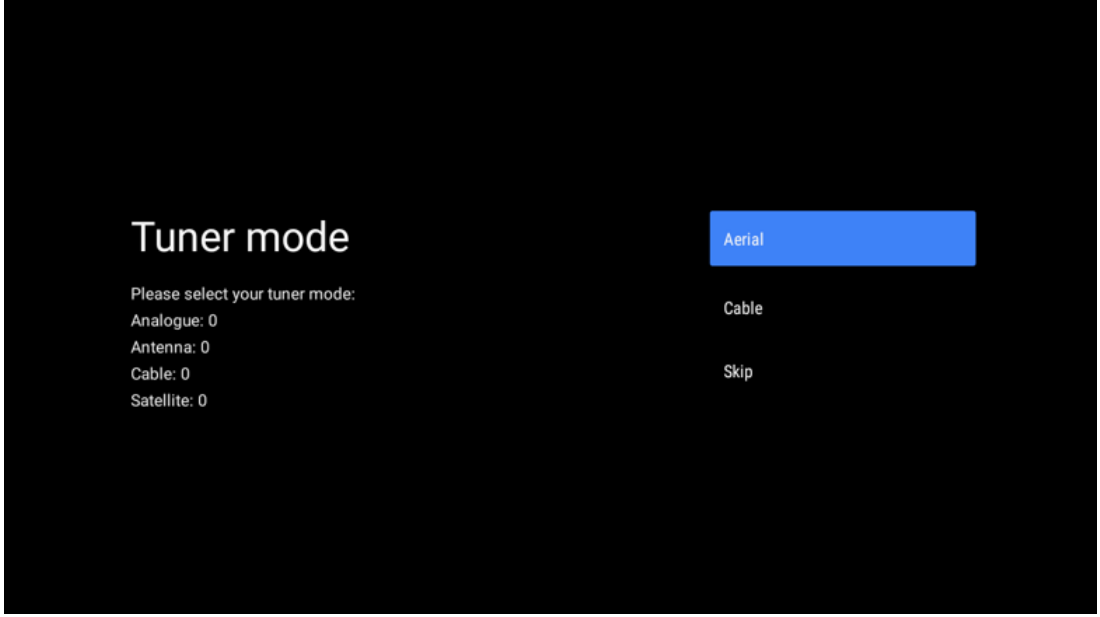 Tuner mode
Please select your tuner mode:
Analogue: 0
Antenna: 0
Cable: 0
Satellite: 0
Aerial
Cable
Skip